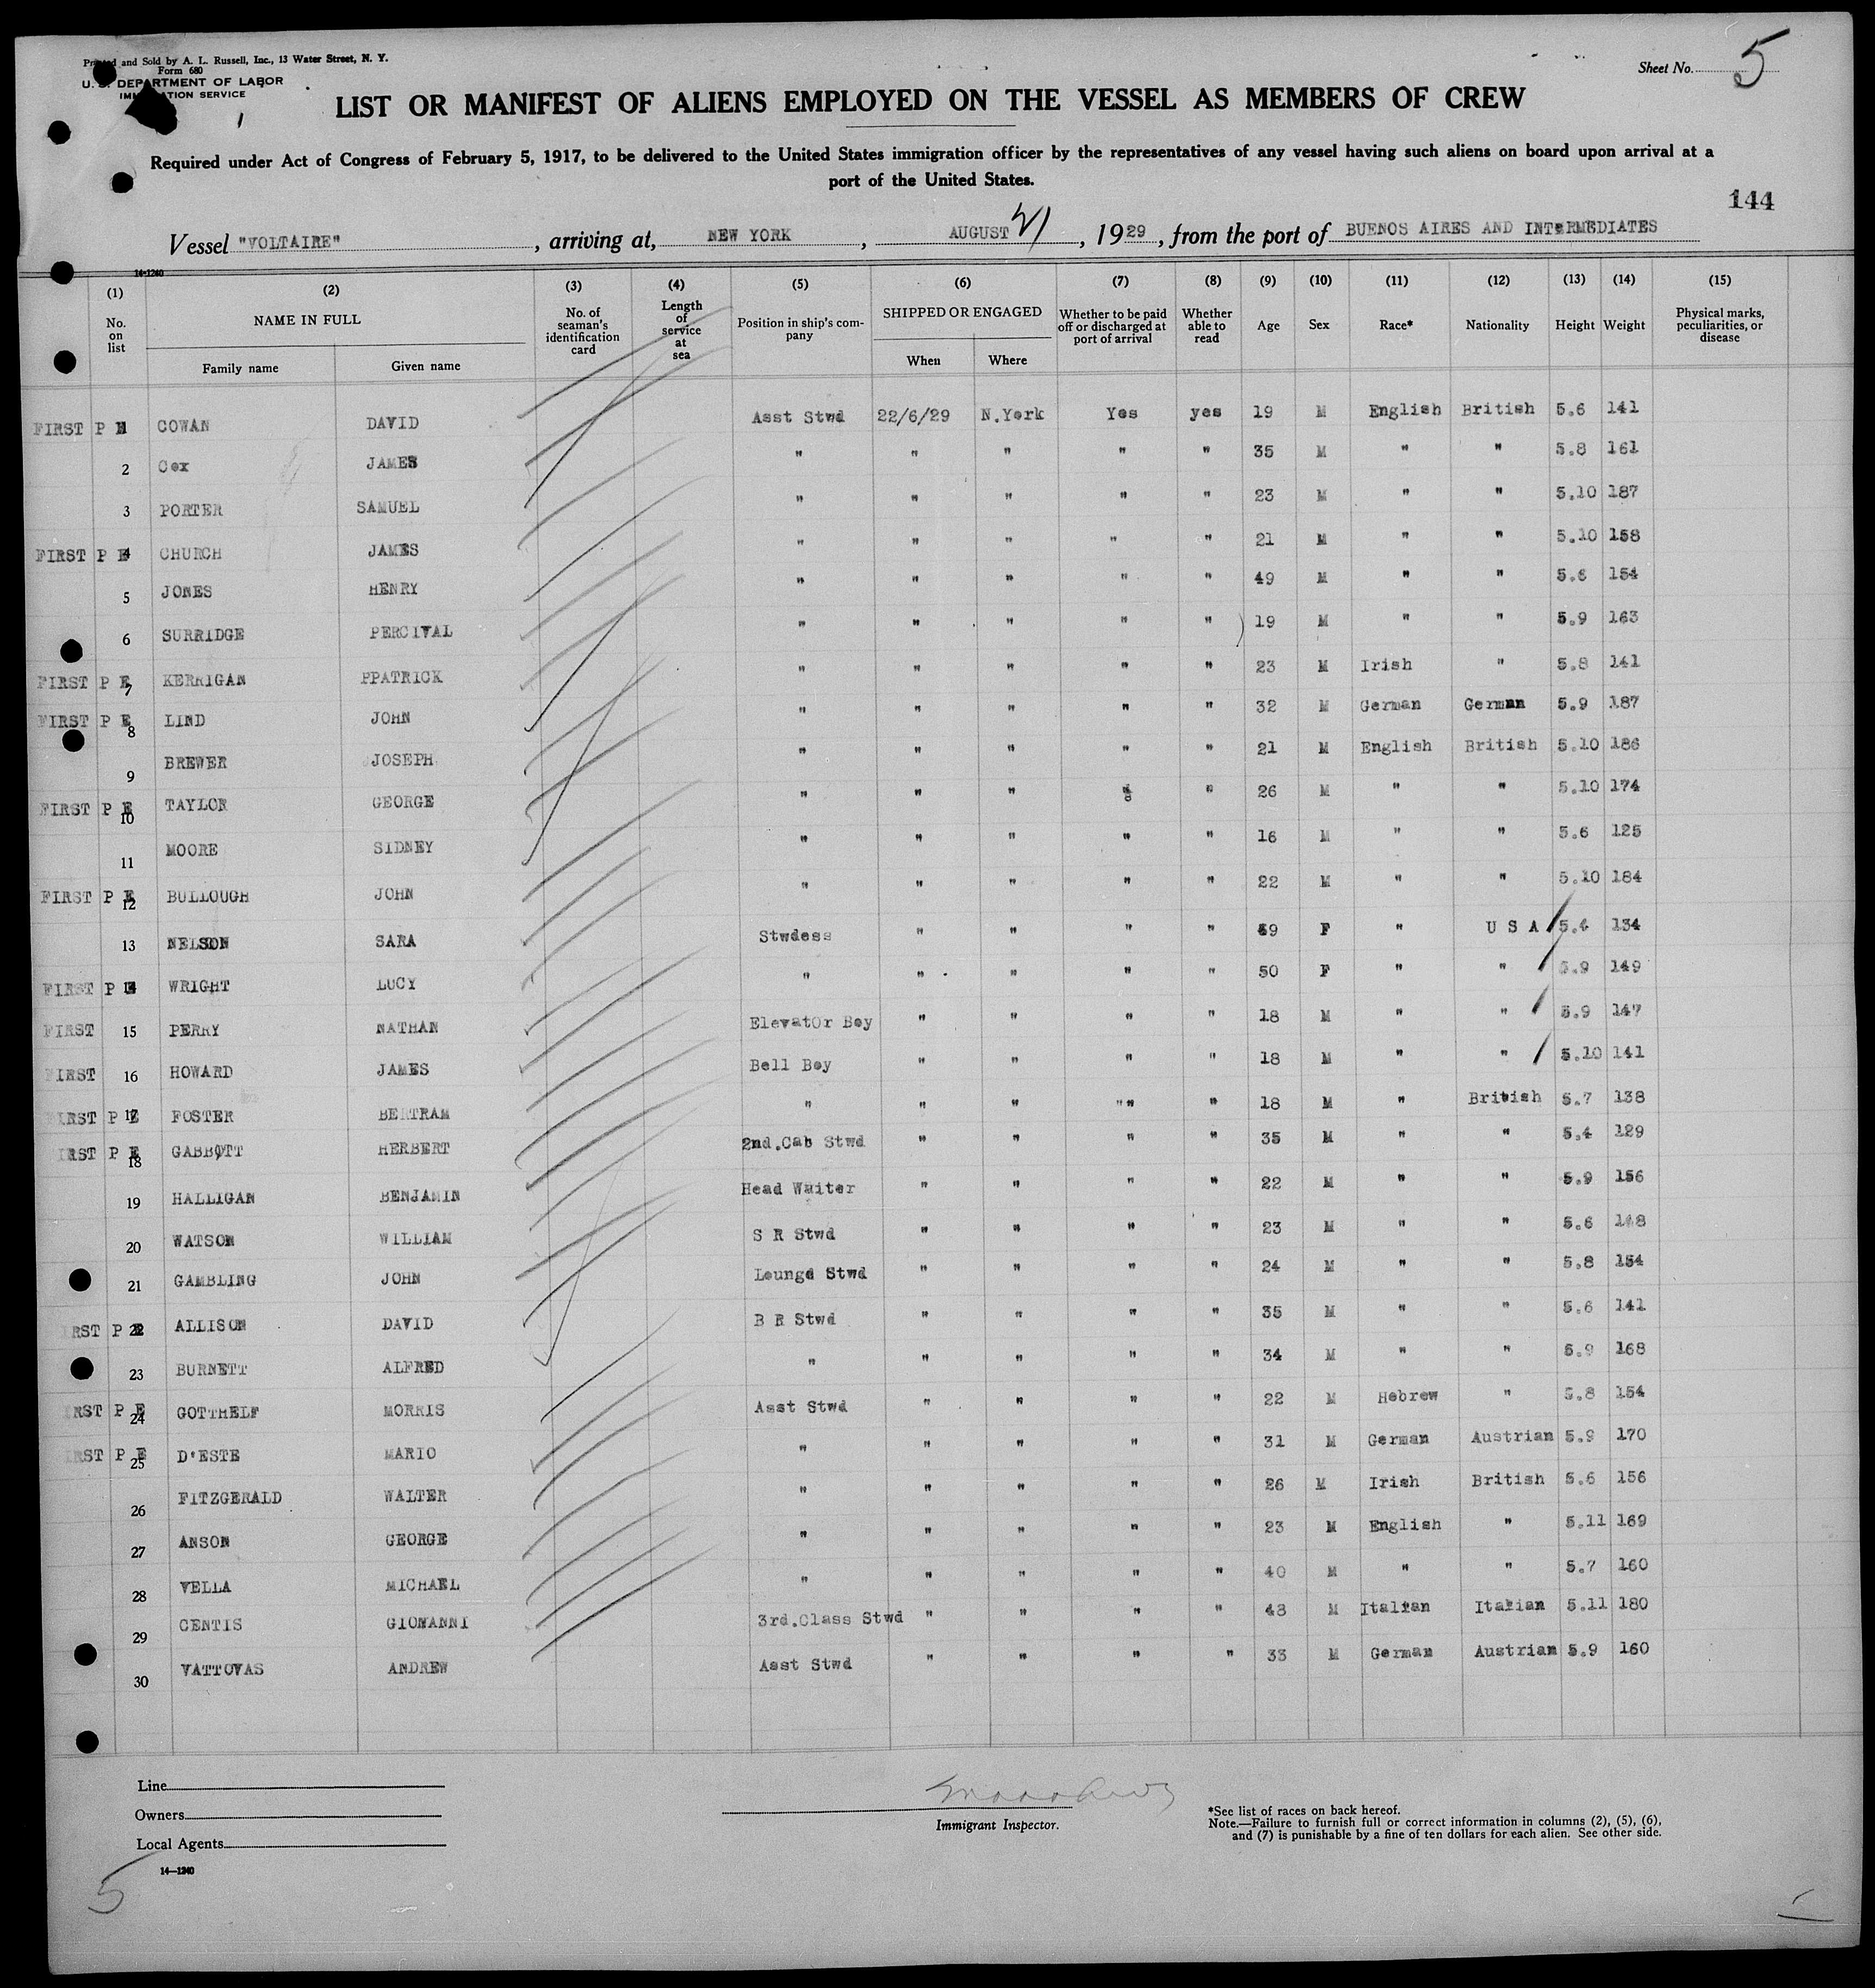 Printed and Sold by A. L. Russell, Inc., 13 Water Street, N. Y.
Form 680
U. S. DEPARTMENT OF LABOR
IMMIGRATION SERVICE
Sheet No. 5
LIST OR MANIFEST OF ALIENS EMPLOYED ON THE VESSEL AS MEMBERS OF CREW
Required under Act of Congress of February 5, 1917, to be delivered to the United States immigration officer by the representatives of any vessel having such aliens on board upon arrival at a
port of the United States.
144
Vessel "VOLTAIRE", arriving at, NEW YORK, AUGUST 21, 1929, from the port of BUENOS AIRES AND INTERMEDIATES
14-1240
(1) (2) (3) (4) (5) (6) (7) (8) (9) (10) (11) (12) (13) (14) (15)
No. on list NAME IN FULL No. of seaman's identification card Length of service at sea Position in ship's company SHIPPED OR ENGAGED Whether to be paid off or discharged at port of arrival Whether able to read Age Sex Race* Nationality Height Weight Physical marks, peculiarities, or disease
Family name Given name When Where
FIRST P E 1 COWAN DAVID Asst Stwd 22/6/29 N.York Yes yes 19 M English British 5.6 141
2 Cox JAMES " " " " " 35 M " " 5.8 161
3 PORTER SAMUEL " " " " " 23 M " " 5.10 187
FIRST P E 4 CHURCH JAMES " " " " " 21 M " " 5.10 158
5 JONES HENRY " " " " " 49 M " " 5.6 154
6 SURRIDGE PERCIVAL " " " " " 19 M " " 5.9 163
FIRST P E 7 KERRIGAN PPATRICK " " " " " 23 M Irish " 5.8 141
FIRST P E 8 LIND JOHN " " " " " 32 M German German 5.9 187
9 BREWER JOSEPH " " " " " 21 M English British 5.10 186
FIRST P E 10 TAYLOR GEORGE " " " " " 26 M " " 5.10 174
11 MOORE SIDNEY " " " " " 16 M " " 5.6 125
FIRST P E 12 BULLOUGH JOHN " " " " " 22 M " " 5.10 184
13 NELSON SARA Stwdess " " " " 59 F " U S A 5.4 134
FIRST P E 14 WRIGHT LUCY " " " " " 50 F " " 5.9 149
FIRST 15 PERRY NATHAN ElevatOr Boy " " " " 18 M " " 5.9 147
FIRST 16 HOWARD JAMES Bell Boy " " " " 18 M " " 5.10 141
FIRST P E 17 FOSTER BERTRAM " " " "" " 18 M " British 5.7 138
IRST P E 18 GABBOTT HERBERT 2nd.Cab Stwd " " " " 35 M " " 5.4 129
19 HALLIGAN BENJAMIN Head Waiter " " " " 22 M " " 5.9 156
20 WATSON WILLIAM S R Stwd " " " " 23 M " " 5.6 148
21 GAMBLING JOHN Lounge Stwd " " " " 24 M " " 5.8 154
IRST P E 22 ALLISON DAVID B R Stwd " " " " 35 M " " 5.6 141
23 BURNETT ALFRED " " " " " 34 M " " 5.9 168
IRST P E 24 GOTTHELF MORRIS Asst Stwd " " " " 22 M Hebrew " 5.8 154
IRST P E 25 D'ESTE MARIO " " " " " 31 M German Austrian 5.9 170
26 FITZGERALD WALTER " " " " " 26 M Irish British 5.6 156
27 ANSON GEORGE " " " " " 23 M English " 5.11 169
28 VELLA MICHAEL " " " " " 40 M " " 5.7 160
29 CENTIS GIOWANNI 3rd.Class Stwd " " " " 43 M Italian Italian 5.11 180
30 VATTOVAS ANDREW Asst Stwd " " " " 33 M German Austrian 5.9 160
Line
Owners
Local Agents
14—1240
Immigrant Inspector.
*See list of races on back hereof.
Note.—Failure to furnish full or correct information in columns (2), (5), (6),
and (7) is punishable by a fine of ten dollars for each alien. See other side.
5